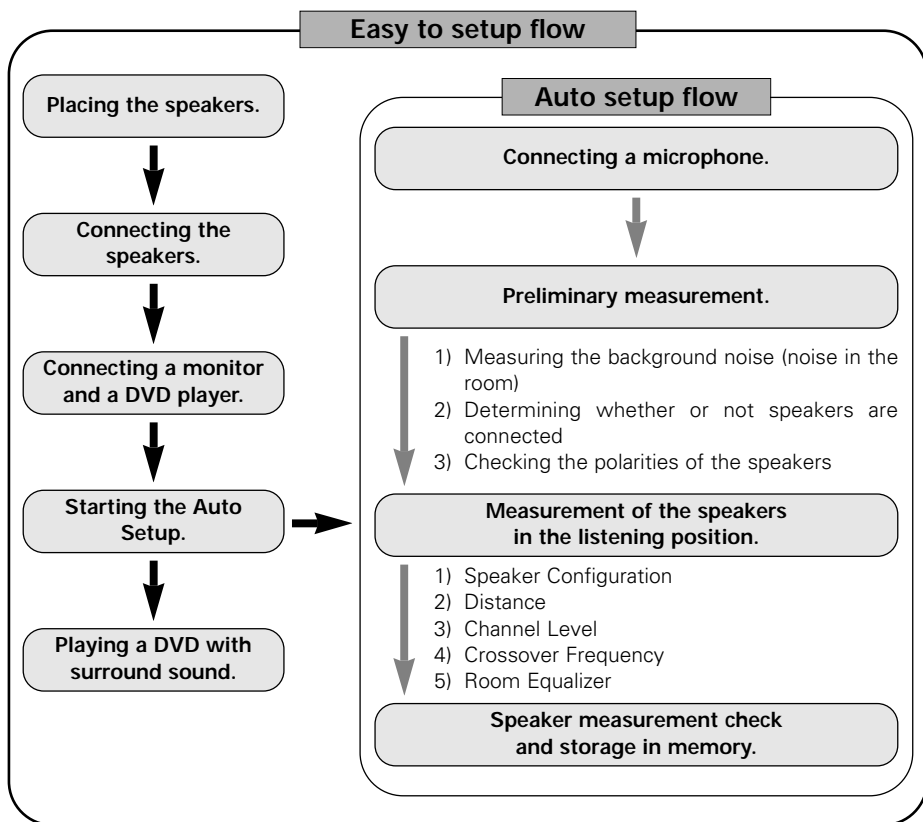 Easy to setup flow
Placing the speakers.
Connecting the
speakers.
Connecting a monitor
and a DVD player.
Starting the Auto
Setup.
Playing a DVD with
surround sound.
Auto setup flow
Connecting a microphone.
Preliminary measurement.
1) Measuring the background noise (noise in the
room)
2) Determining whether or not speakers are
connected
3) Checking the polarities of the speakers
Measurement of the speakers
in the listening position.
1) Speaker Configuration
2) Distance
3) Channel Level
4) Crossover Frequency
5) Room Equalizer
Speaker measurement check
and storage in memory.